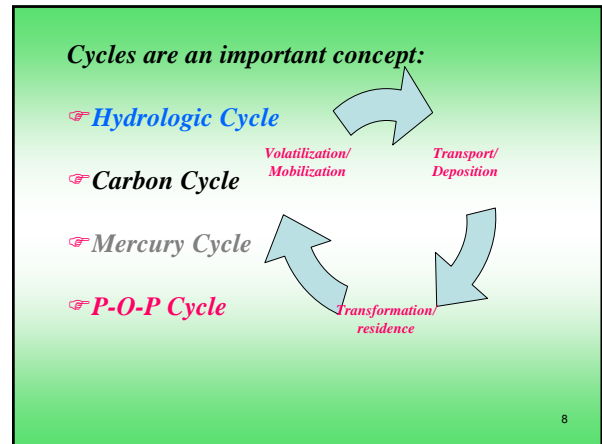 Cycles are an important concept:
☞Hydrologic Cycle
Volatilization/
Mobilization
Transport/
Deposition
☞Carbon Cycle
☞Mercury Cycle
☞P-O-P Cycle
Transformation/
residence
8